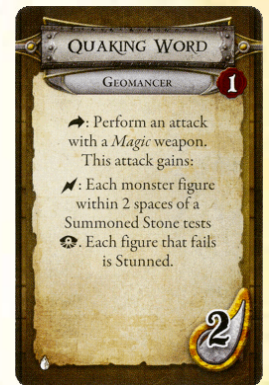 QUAKING WORD
GEOMANCER
1
: Perform an attack
with a Magic weapon.
This attack gains:
: Each monster figure
within 2 spaces of a
Summoned Stone tests
. Each figure that fails
is Stunned.
2